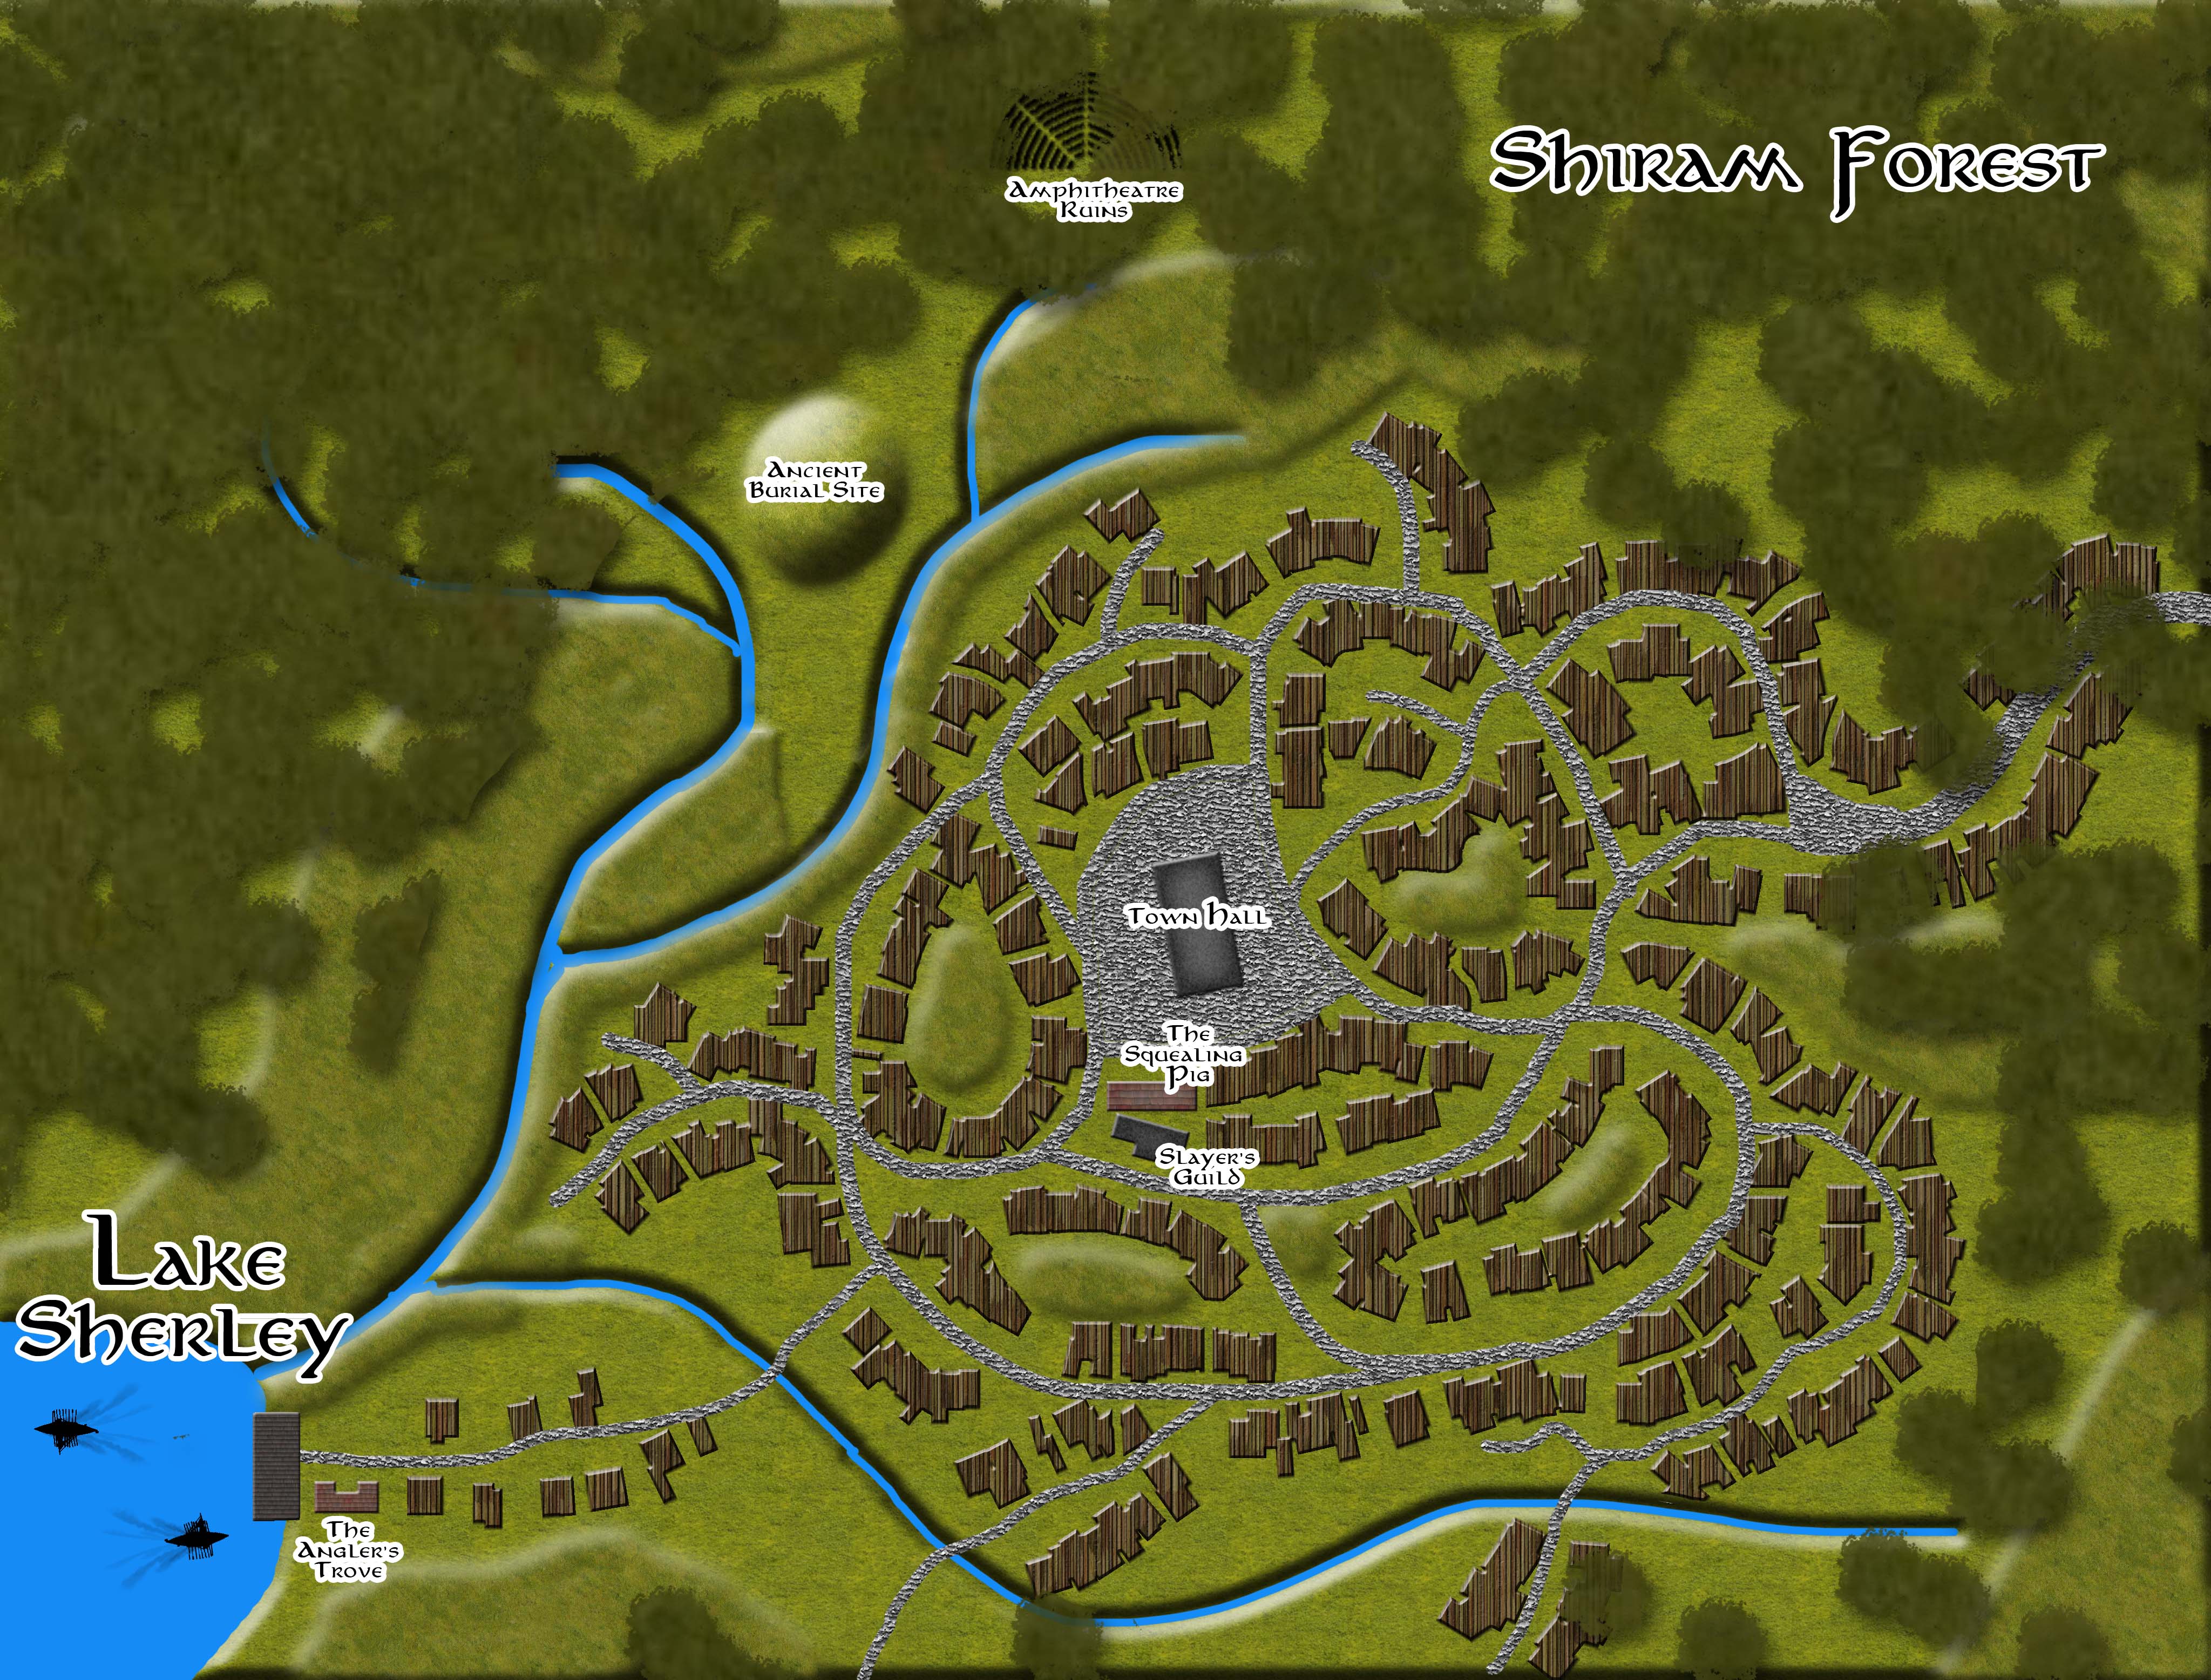 Shiram Forest
Amphitheatre
Ruins
Ancient
Burial Site
Town Hall
The
Squealing
Pig
Slayer's
Guild
Lake
Sherley
The
Angler's
Trove